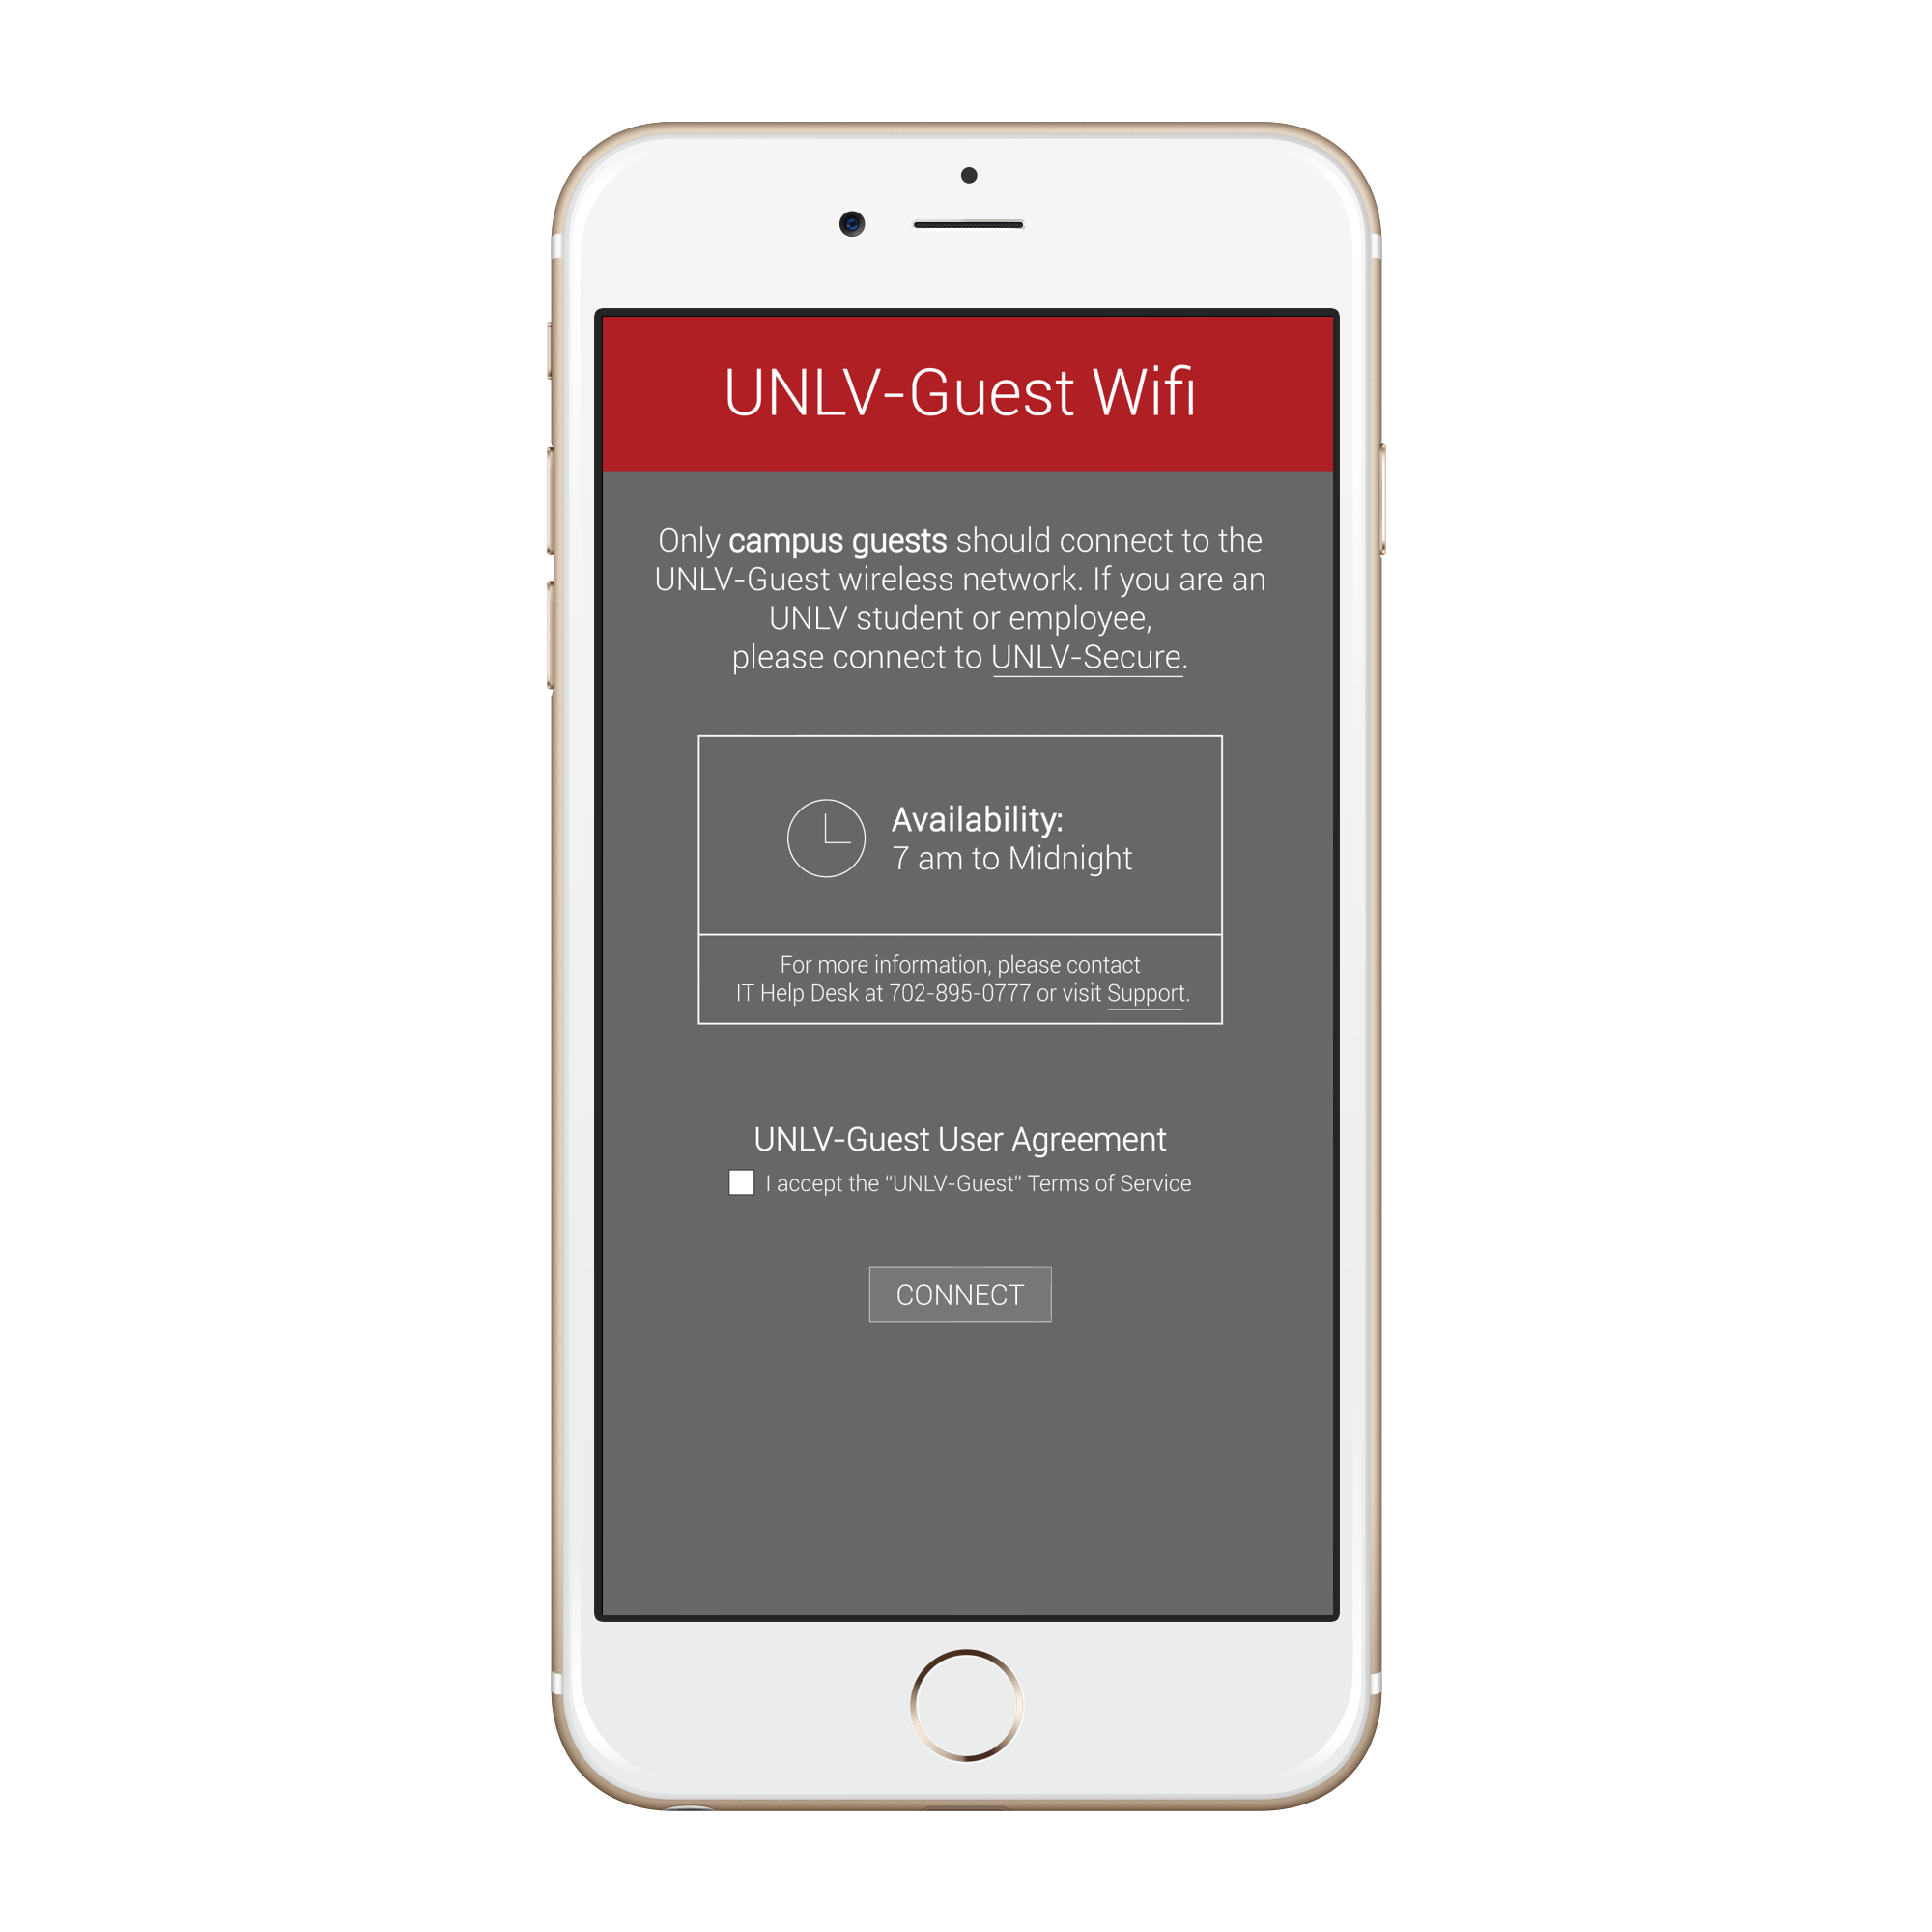 UNLV-Guest Wifi
Only campus guests should connect to the
UNLV-Guest wireless network. If you are an
UNLV student or employee,
please connect to UNLV-Secure.
Availability:
7 am to Midnight
For more information, please contact
IT Help Desk at 702-895-0777 or visit Support.
UNLV-Guest User Agreement
I accept the “UNLV-Guest” Terms of Service
CONNECT